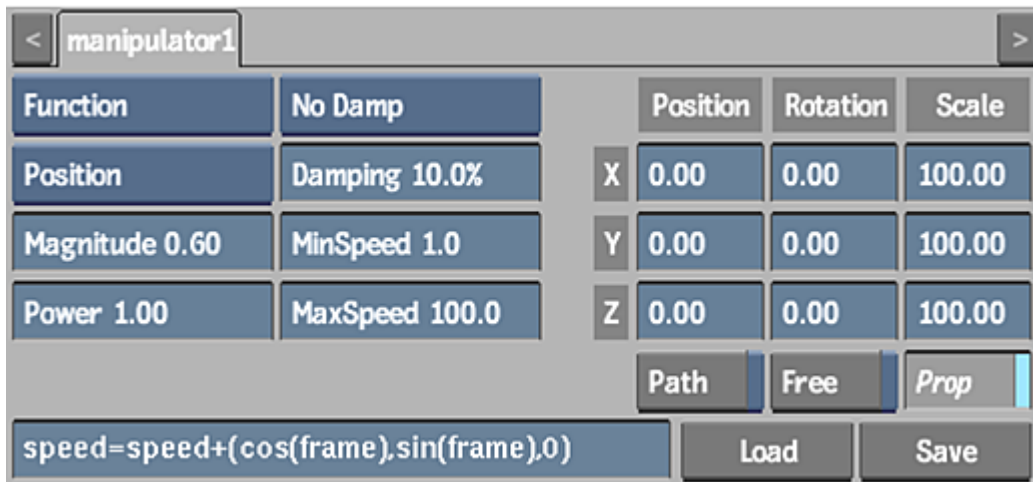 < manipulator1 >
Function No Damp Position Rotation Scale
Position Damping 10.0% X 0.00 0.00 100.00
Magnitude 0.60 MinSpeed 1.0 Y 0.00 0.00 100.00
Power 1.00 MaxSpeed 100.0 Z 0.00 0.00 100.00
Path Free Prop
speed=speed+(cos(frame),sin(frame),0) Load Save